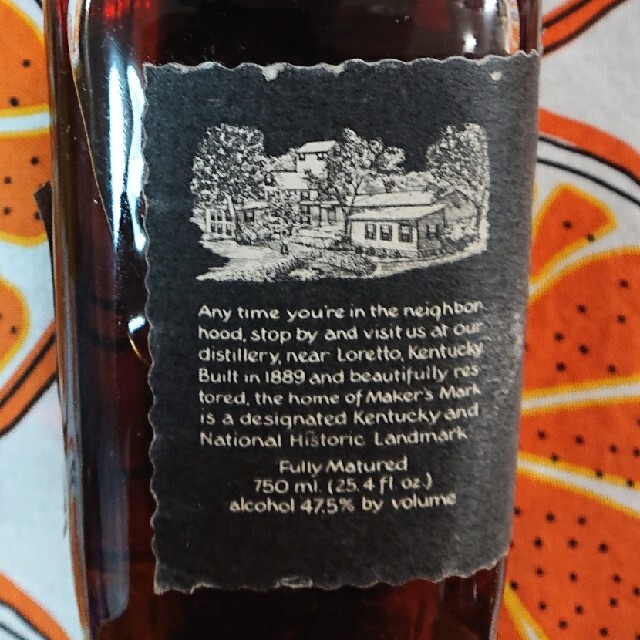 Any time you're in the neighbor
hood, stop by and visit us at our
distillery, near Loretto, Kentucky
Built in 1889 and beautifully res
tored, the home of Maker's Mark
is a designated Kentucky and
National Historic Landmark
Fully Matured
750 ml. (25.4 fl oz.)
alcohol 47.5% by volume